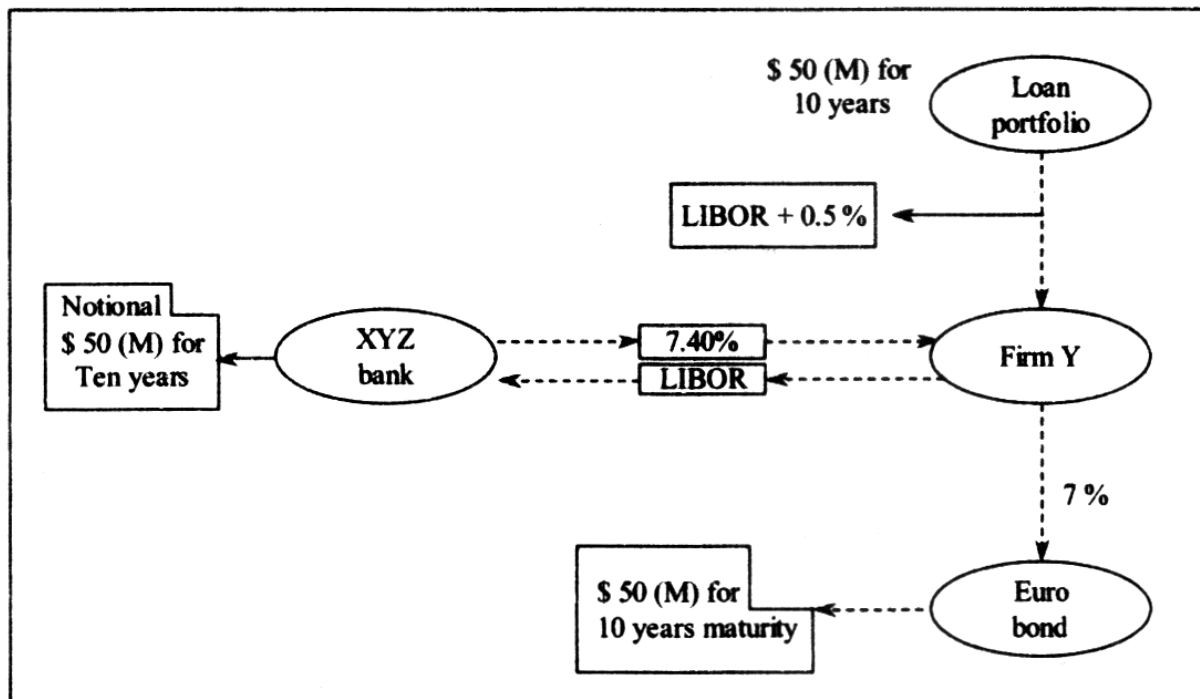 $ 50 (M) for
10 years
Loan
portfolio
LIBOR + 0.5 %
Notional
$ 50 (M) for
Ten years
XYZ
bank
7.40%
LIBOR
Firm Y
7 %
$ 50 (M) for
10 years maturity
Euro
bond